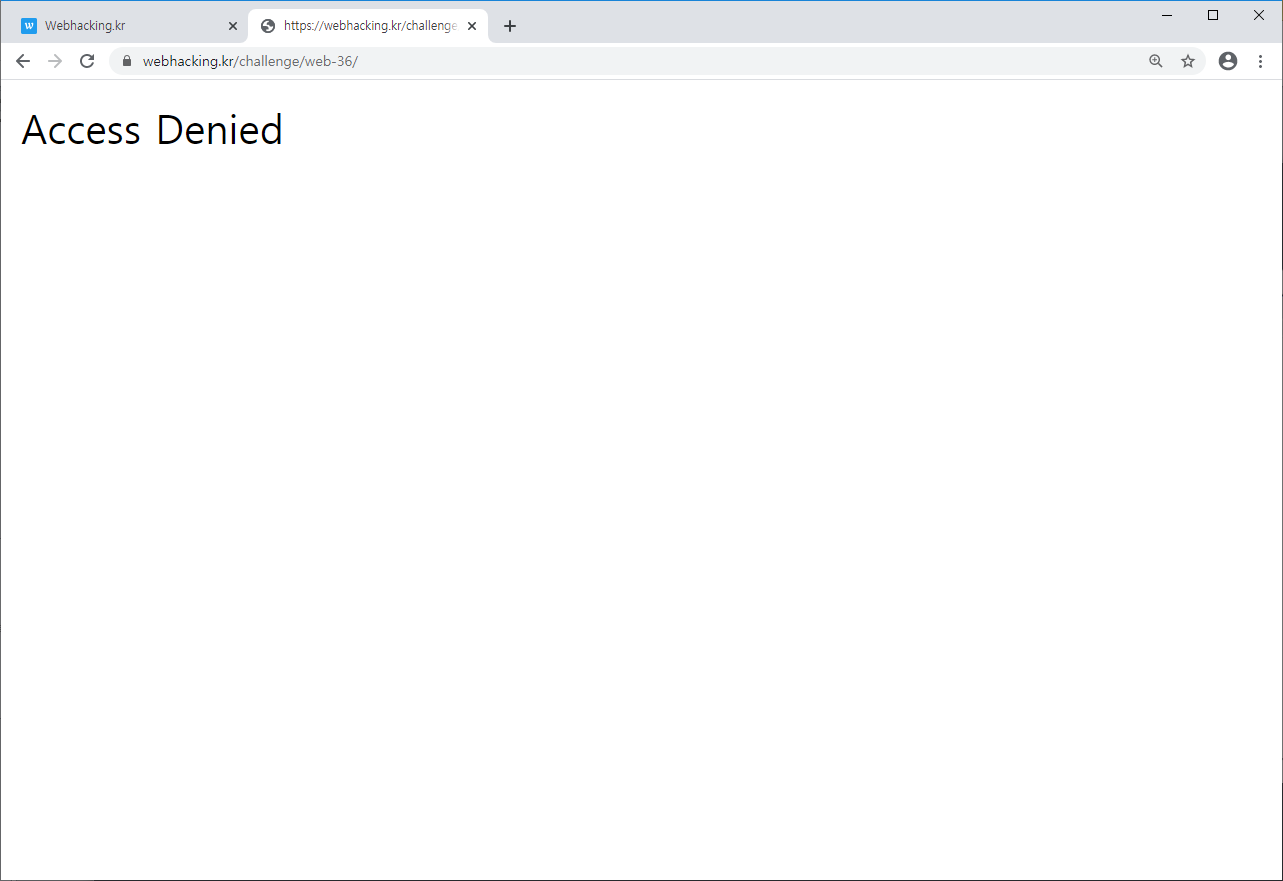 w Webhacking.kr
https://webhacking.kr/challenge
webhacking.kr/challenge/web-36/
Access Denied